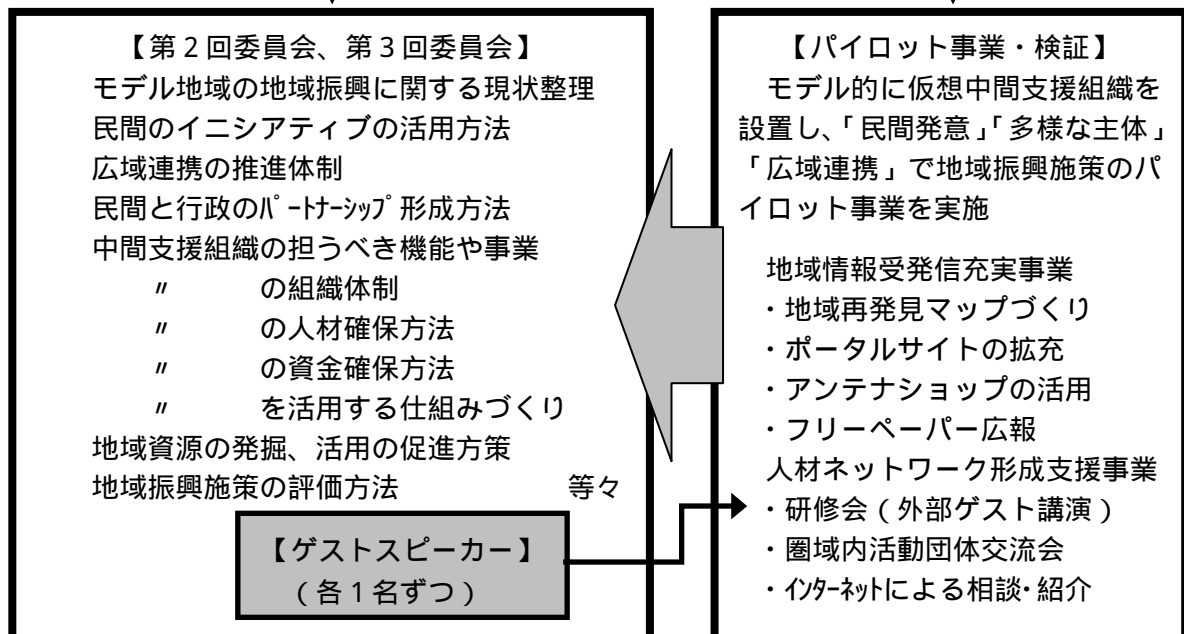 【第２回委員会、第３回委員会】
モデル地域の地域振興に関する現状整理
民間のイニシアティブの活用方法
広域連携の推進体制
民間と行政のﾊﾟｰﾄﾅｰｼｯﾌﾟ形成方法
中間支援組織の担うべき機能や事業
〃　の組織体制
〃　の人材確保方法
〃　の資金確保方法
〃　を活用する仕組みづくり
地域資源の発掘、活用の促進方策
地域振興施策の評価方法　等々
【ゲストスピーカー】
（各１名ずつ）
【パイロット事業・検証】
モデル的に仮想中間支援組織を
設置し、「民間発意」「多様な主体」
「広域連携」で地域振興施策のパ
イロット事業を実施
地域情報受発信充実事業
・地域再発見マップづくり
・ポータルサイトの拡充
・アンテナショップの活用
・フリーペーパー広報
人材ネットワーク形成支援事業
・研修会（外部ゲスト講演）
・圏域内活動団体交流会
・ｲﾝﾀｰﾈｯﾄによる相談・紹介